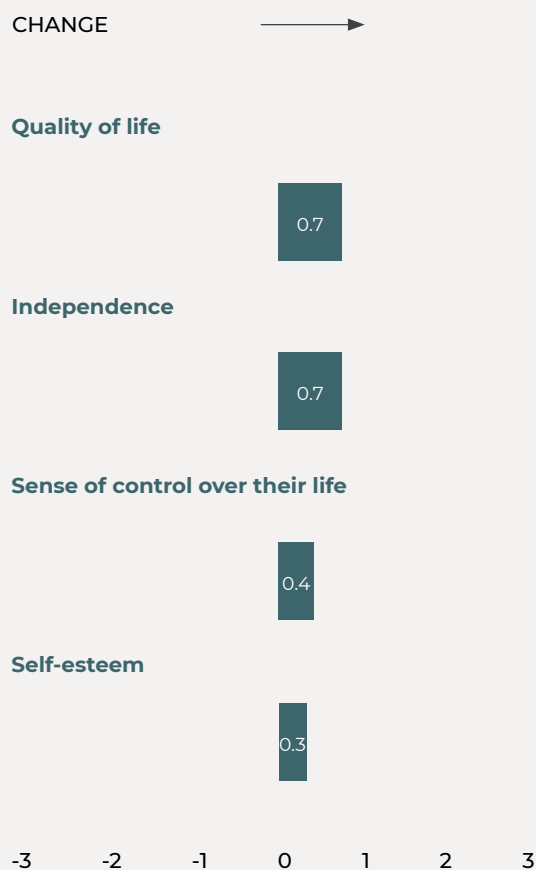 CHANGE
Quality of life
0.7
Independence
0.7
Sense of control over their life
0.4
Self-esteem
0.3
-3 -2 -1 0 1 2 3